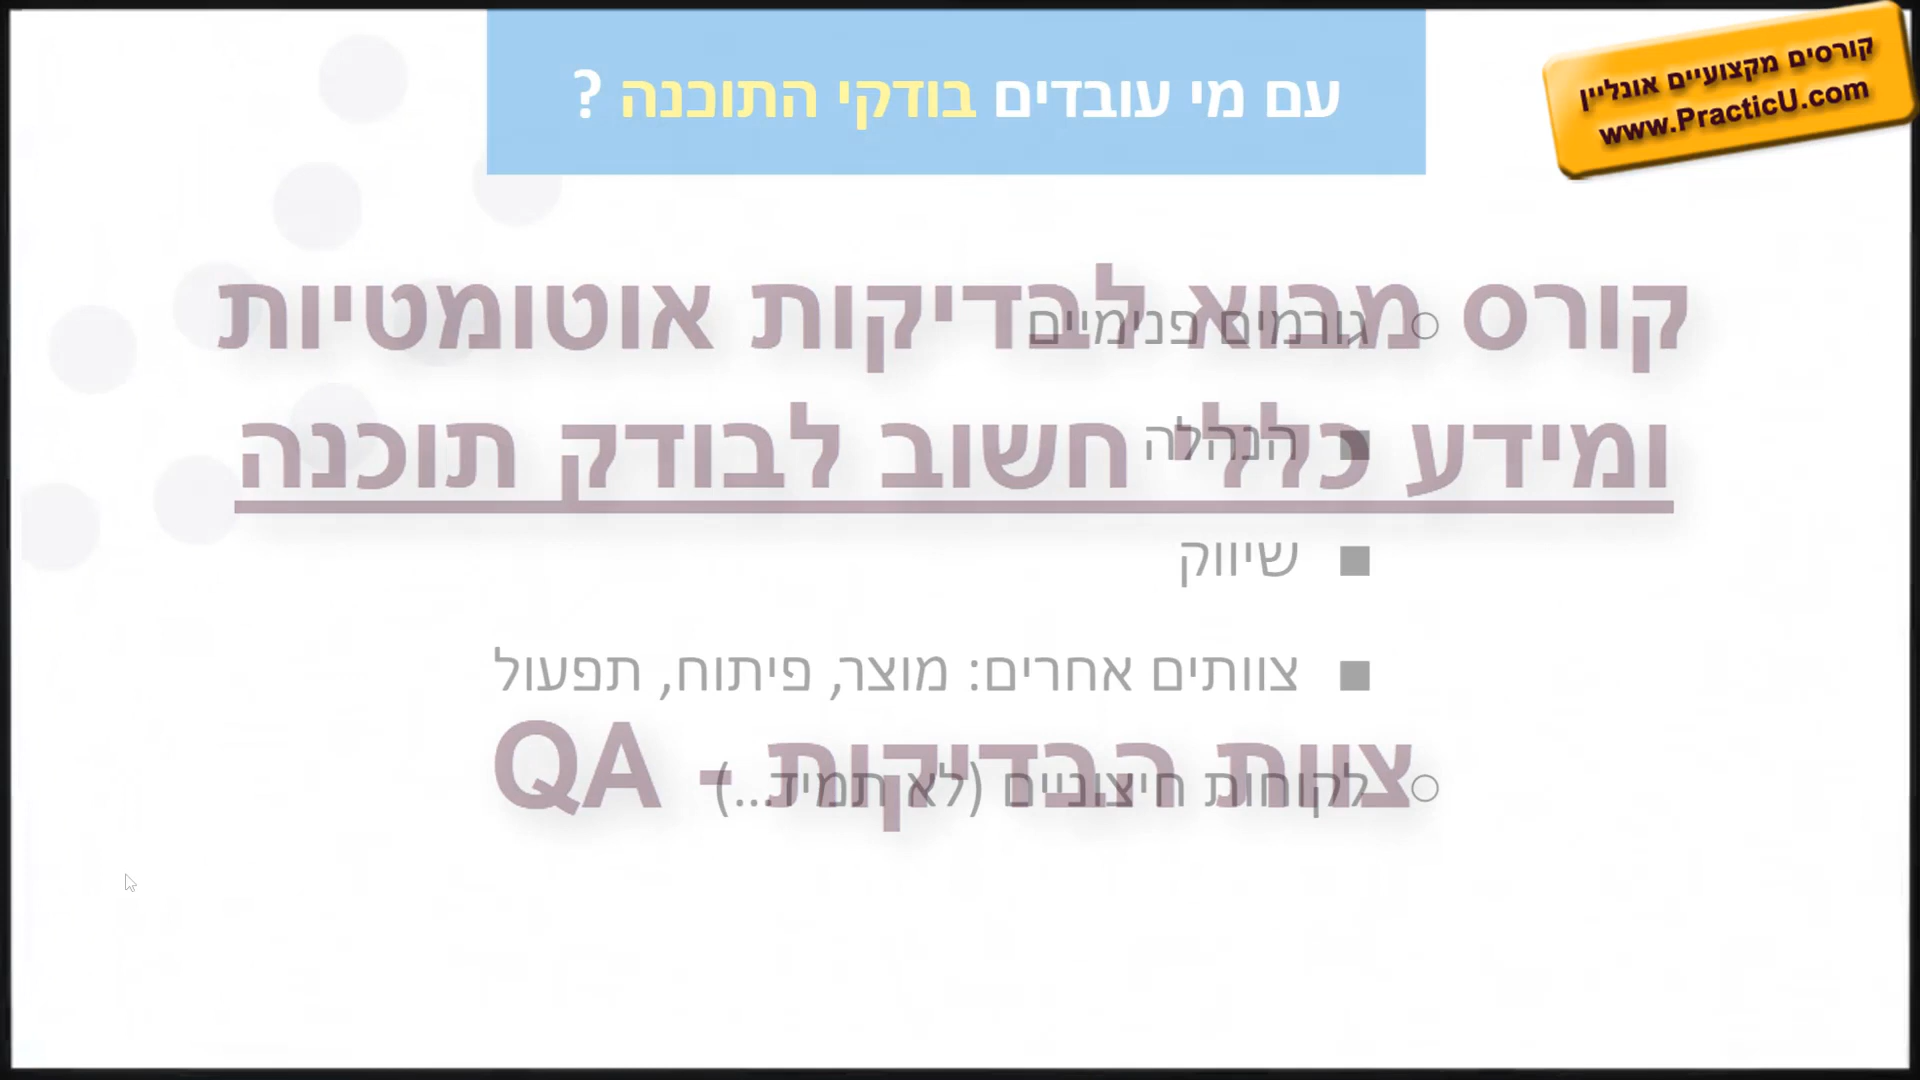 עם מי עובדים בודקי התוכנה ?
קורסים מקצועיים אונליין
www.PracticU.com
קורס מבוא לבדיקות אוטומטיות
גורמים פנימיים
ומידע כללי חשוב לבודק תוכנה
הנהלה
שיווק
צוותים אחרים: מוצר, פיתוח, תפעול
צוות הבדיקות - QA
לקוחות חיצוניים (לא תמיד...)